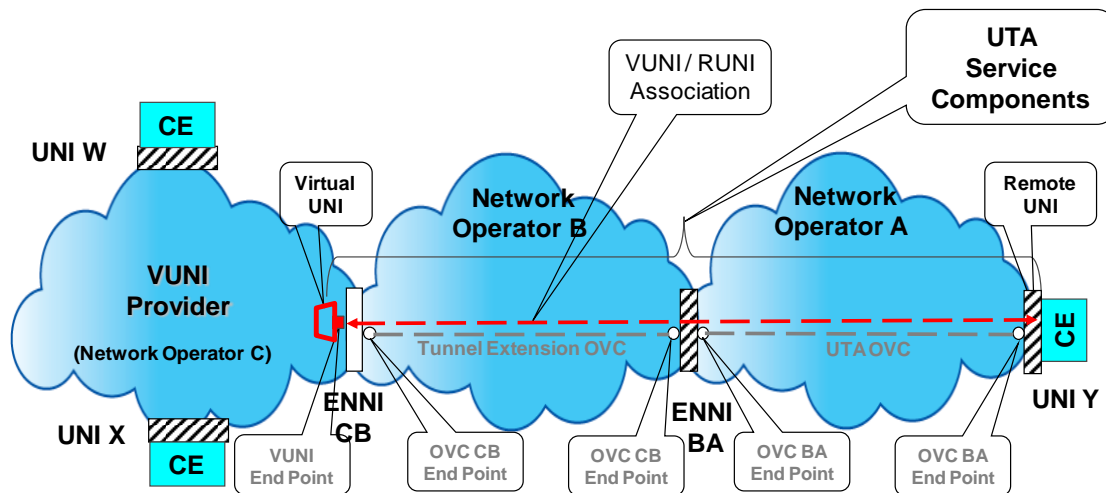 UTA
Service
Components
VUNI / RUNI
Association
CE
UNI W
Virtual
UNI
Network
Operator B
Network
Operator A
Remote
UNI
VUNI
Provider
(Network Operator C)
Tunnel Extension OVC
UTA OVC
CE
ENNI
CB
ENNI
BA
UNI Y
UNI X
CE
VUNI
End Point
OVC CB
End Point
OVC CB
End Point
OVC BA
End Point
OVC BA
End Point